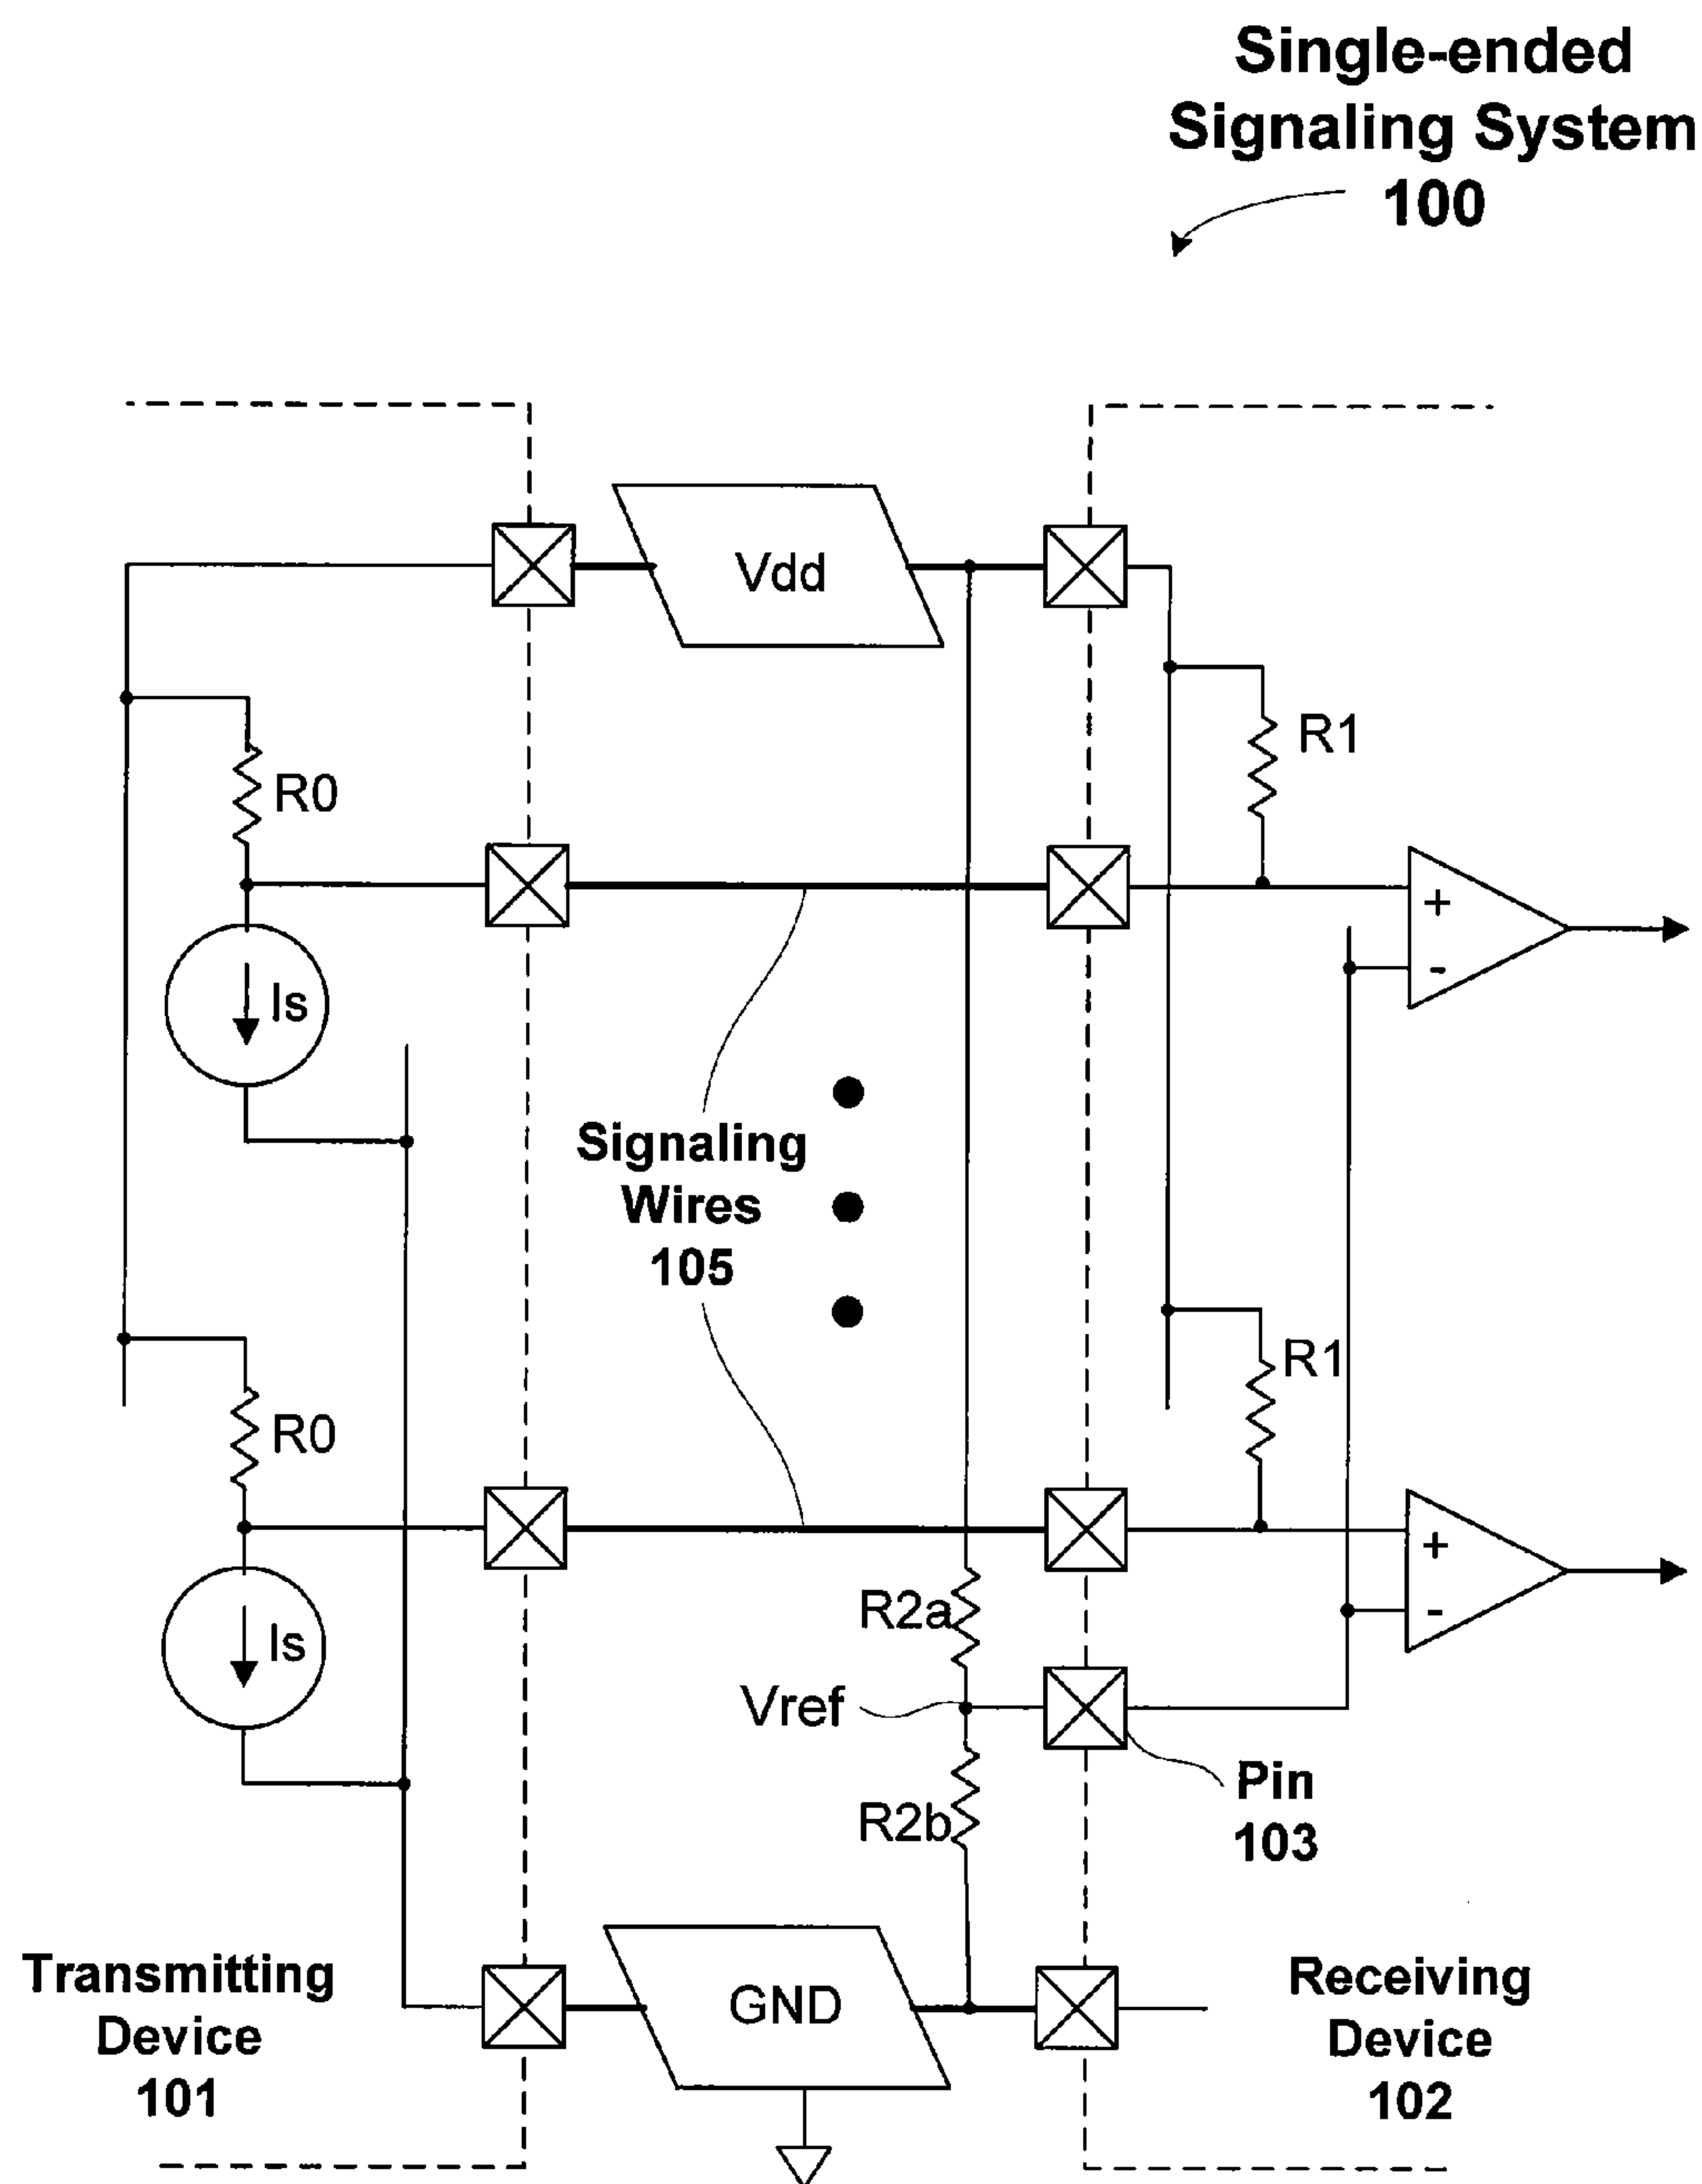 Single-ended
Signaling System
100
Vdd
R1
R0
+
-
Is
Signaling
Wires
105
R1
R0
+
R2a
-
Is
Vref
Pin
103
R2b
Transmitting
Device
101
GND
Receiving
Device
102